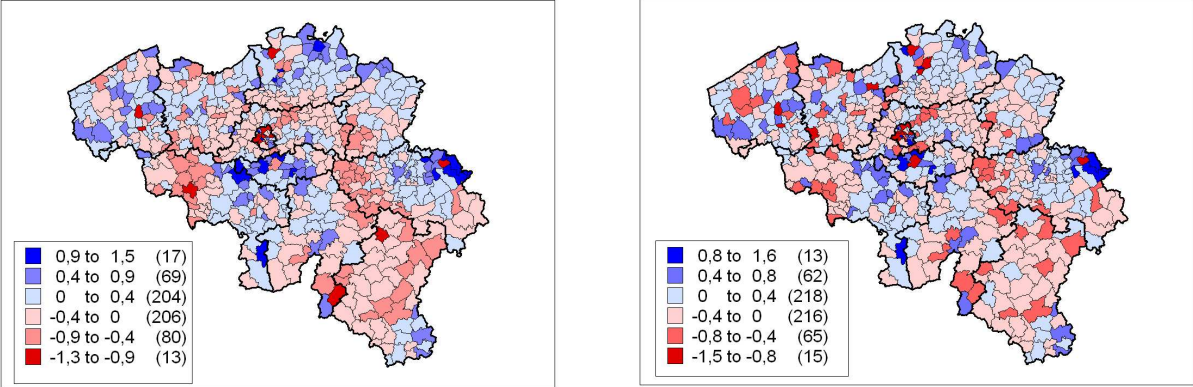 0,9 to 1,5 (17)
0,4 to 0,9 (69)
0 to 0,4 (204)
-0,4 to 0 (206)
-0,9 to -0,4 (80)
-1,3 to -0,9 (13)
0,8 to 1,6 (13)
0,4 to 0,8 (62)
0 to 0,4 (218)
-0,4 to 0 (216)
-0,8 to -0,4 (65)
-1,5 to -0,8 (15)